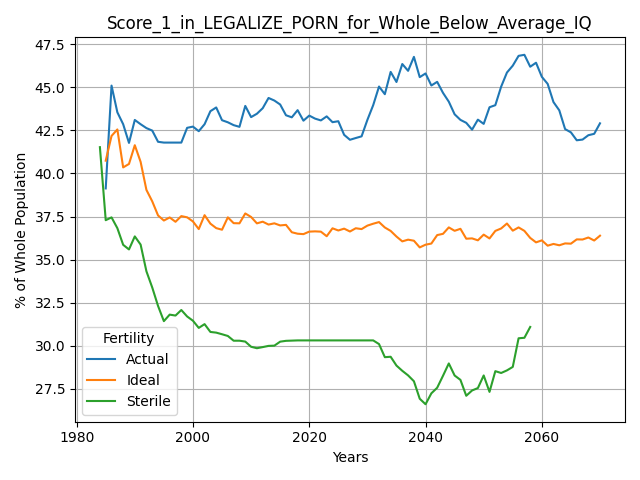 Score_1_in_LEGALIZE_PORN_for_Whole_Below_Average_IQ
% of Whole Population
47.5
45.0
42.5
40.0
37.5
35.0
32.5
30.0
27.5
Fertility
Actual
Ideal
Sterile
1980
2000
2020
2040
2060
Years